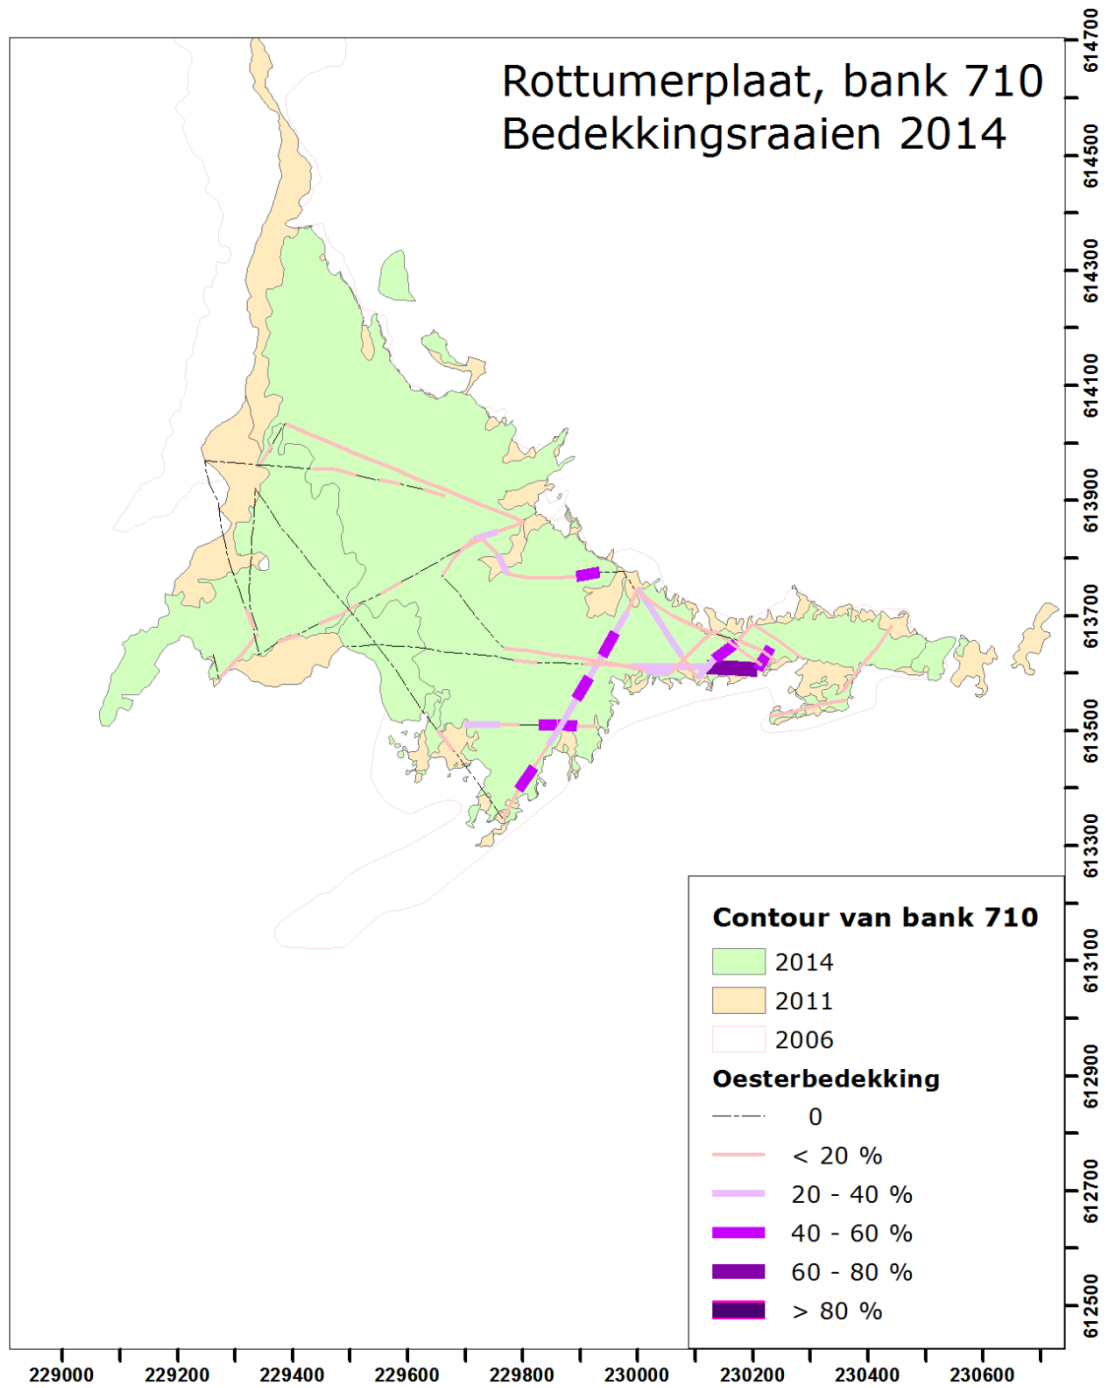 Rottumerplaat, bank 710
Bedekkingsraaien 2014
614700
614500
614300
614100
613900
613700
613500
613300
613100
612900
612700
612500
Contour van bank 710
2014
2011
2006
Oesterbedekking
0
< 20 %
20 - 40 %
40 - 60 %
60 - 80 %
> 80 %
229000 229200 229400 229600 229800 230000 230200 230400 230600